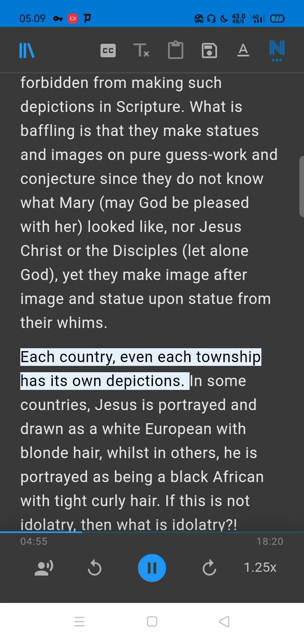 05.09
43.0
KB/S
4G
77
CC
forbidden from making such
depictions in Scripture. What is
baffling is that they make statues
and images on pure guess-work and
conjecture since they do not know
what Mary (may God be pleased
with her) looked like, nor Jesus
Christ or the Disciples (let alone
God), yet they make image after
image and statue upon statue from
their whims.
Each country, even each township
has its own depictions. In some
countries, Jesus is portrayed and
drawn as a white European with
blonde hair, whilst in others, he is
portrayed as being a black African
with tight curly hair. If this is not
idolatry, then what is idolatry?!
04:55
18:20
1.25x